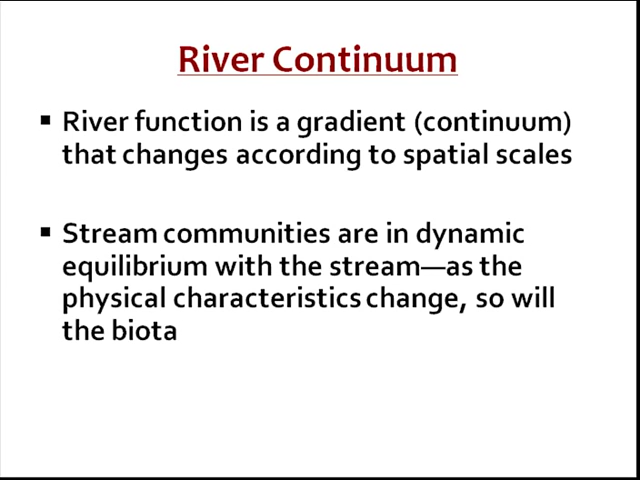 River Continuum
▪ River function is a gradient (continuum)
that changes according to spatial scales
▪ Stream communities are in dynamic
equilibrium with the stream—as the
physical characteristics change, so will
the biota